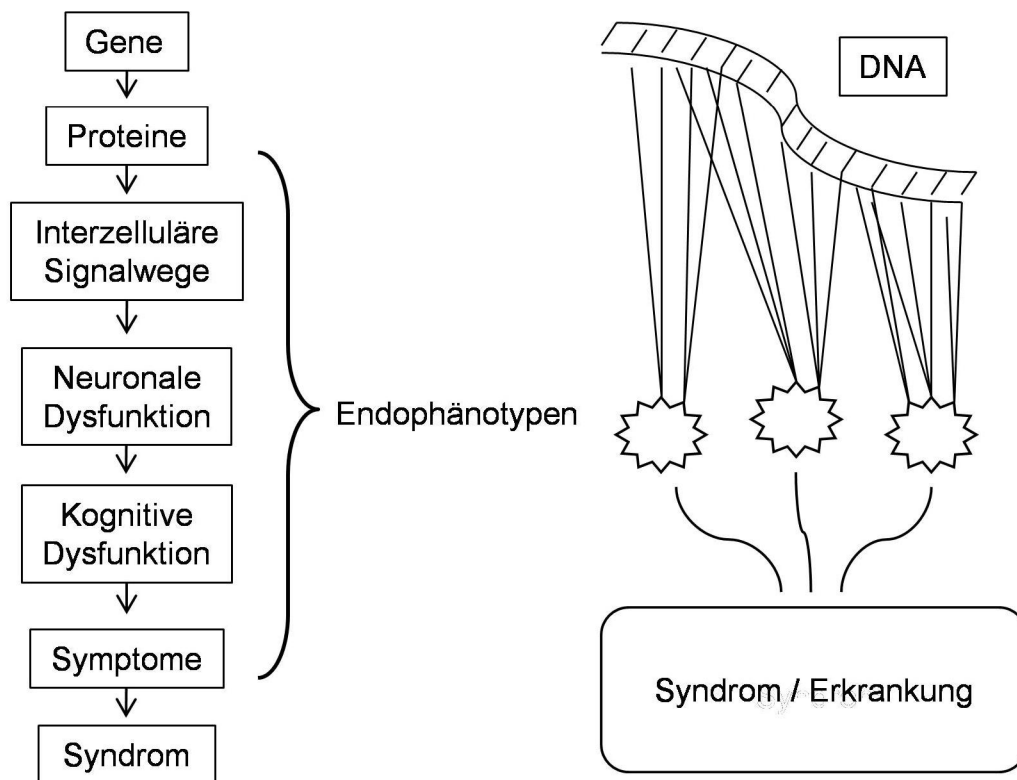 Gene
Proteine
Interzelluläre
Signalwege
Neuronale
Dysfunktion
Kognitive
Dysfunktion
Symptome
Syndrom
Endophänotypen
DNA
Syndrom / Erkrankung